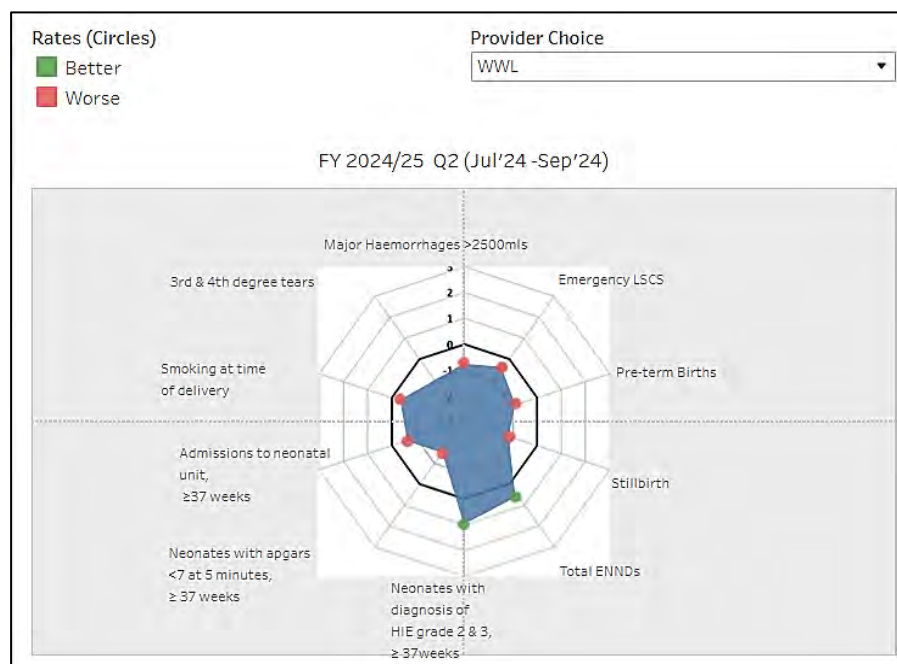 Rates (Circles)
Better
Worse
Provider Choice
WWL
FY 2024/25 Q2 (Jul'24 -Sep'24)
Major Haemorrhages >2500mls
3rd & 4th degree tears
Emergency LSCS
Smoking at time
of delivery
Pre-term Births
Admissions to neonatal
unit,
≥37 weeks
Stillbirth
Neonates with apgars
<7 at 5 minutes,
≥ 37 weeks
Total ENNDs
Neonates with
diagnosis of
HIE grade 2 & 3,
≥ 37weeks
3
2
1
0
-1